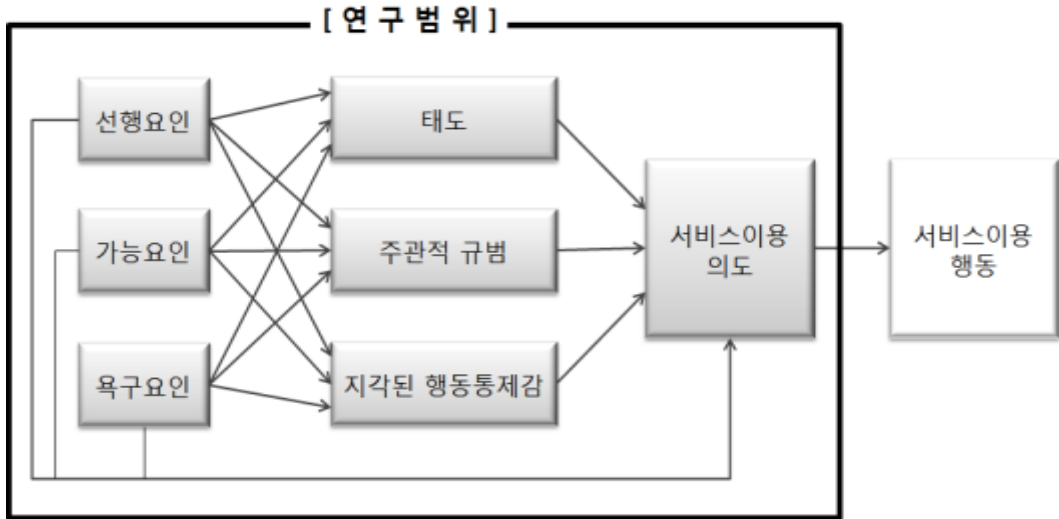 [ 연 구 범 위 ]
선행요인
태도
가능요인
주관적 규범
서비스이용
의도
서비스이용
행동
욕구요인
지각된 행동통제감